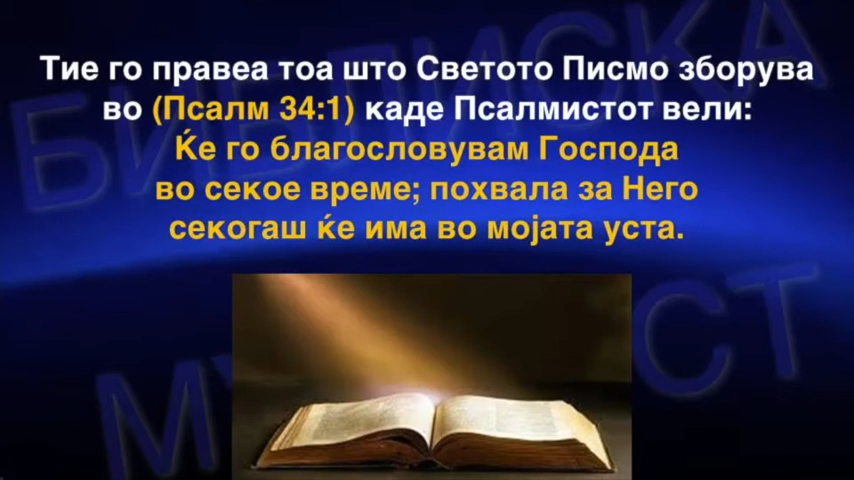 Тие го правеа тоа што Светото Писмо зборува
во (Псалм 34:1) каде Псалмистот вели:
Ќе го благословувам Господа
во секое време; похвала за Него
секогаш ќе има во мојата уста.
БИБЛИСКА